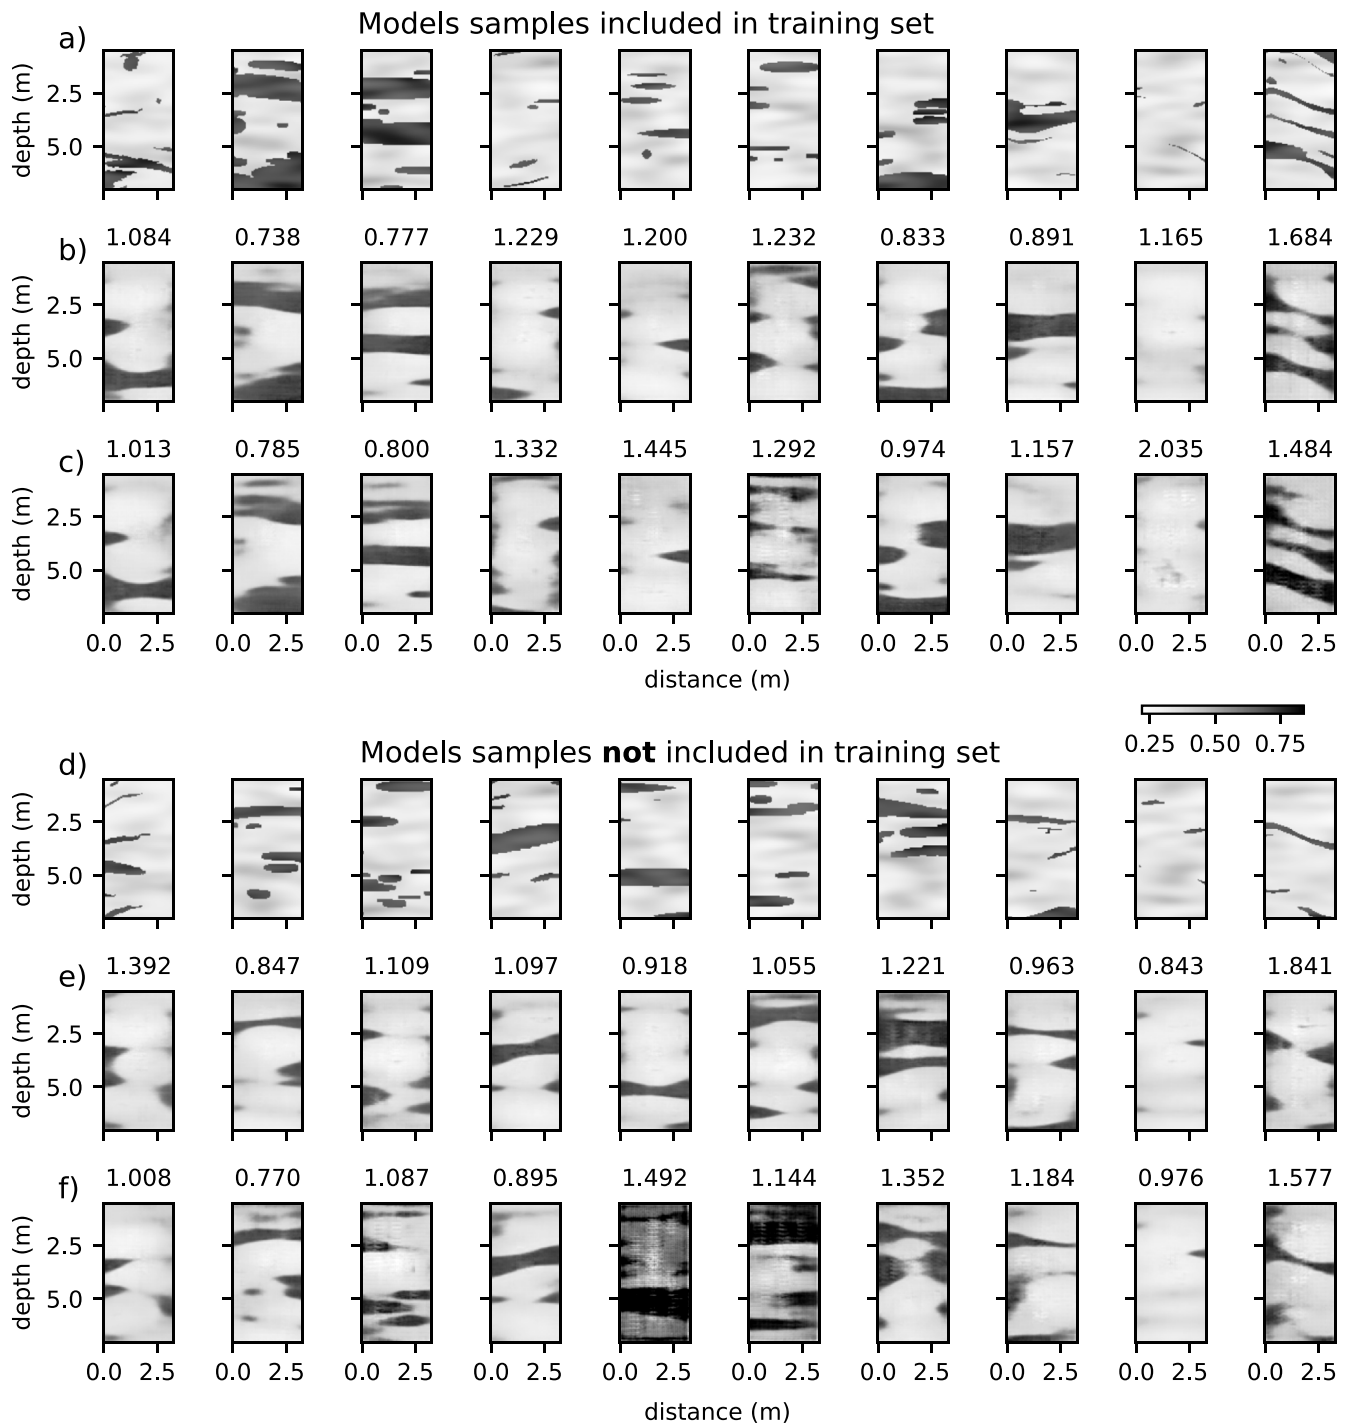 Models samples included in training set
a)
depth (m)
2.5
5.0
b) 1.084 0.738 0.777 1.229 1.200 1.232 0.833 0.891 1.165 1.684
depth (m)
2.5
5.0
c) 1.013 0.785 0.800 1.332 1.445 1.292 0.974 1.157 2.035 1.484
depth (m)
2.5
5.0
0.0 2.5 0.0 2.5 0.0 2.5 0.0 2.5 0.0 2.5 0.0 2.5 0.0 2.5 0.0 2.5 0.0 2.5 0.0 2.5
distance (m)
0.25 0.50 0.75
Models samples not included in training set
d)
depth (m)
2.5
5.0
e) 1.392 0.847 1.109 1.097 0.918 1.055 1.221 0.963 0.843 1.841
depth (m)
2.5
5.0
f) 1.008 0.770 1.087 0.895 1.492 1.144 1.352 1.184 0.976 1.577
depth (m)
2.5
5.0
0.0 2.5 0.0 2.5 0.0 2.5 0.0 2.5 0.0 2.5 0.0 2.5 0.0 2.5 0.0 2.5 0.0 2.5 0.0 2.5
distance (m)